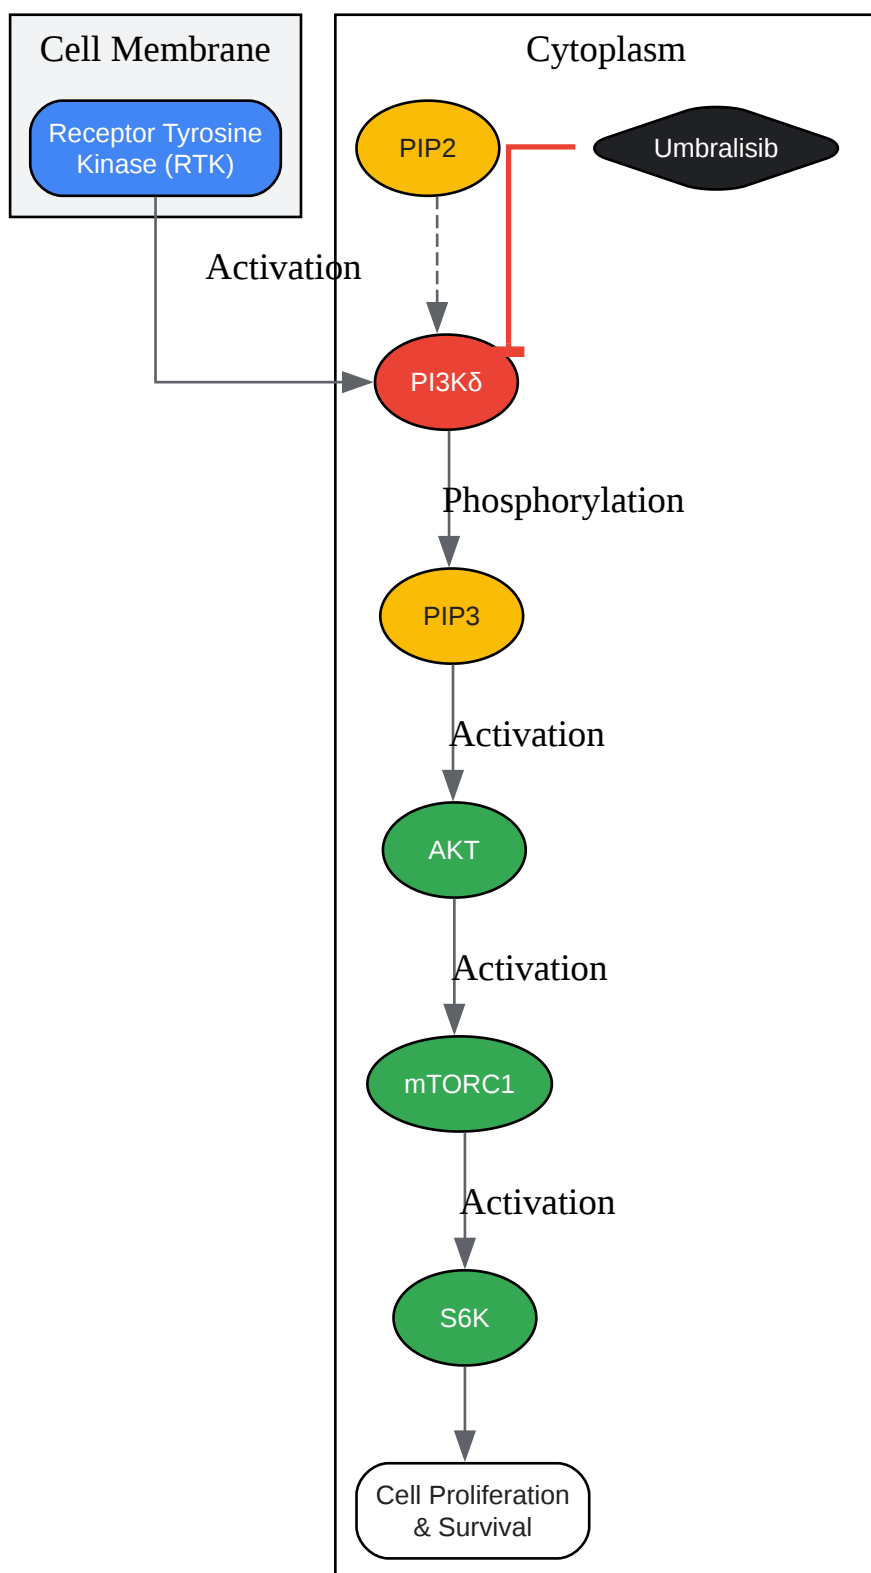 Cell Membrane
Cytoplasm
Receptor Tyrosine
Kinase (RTK)
PIP2
Umbralisib
Activation
PI3Kδ
Phosphorylation
PIP3
Activation
AKT
Activation
mTORC1
Activation
S6K
Cell Proliferation
& Survival